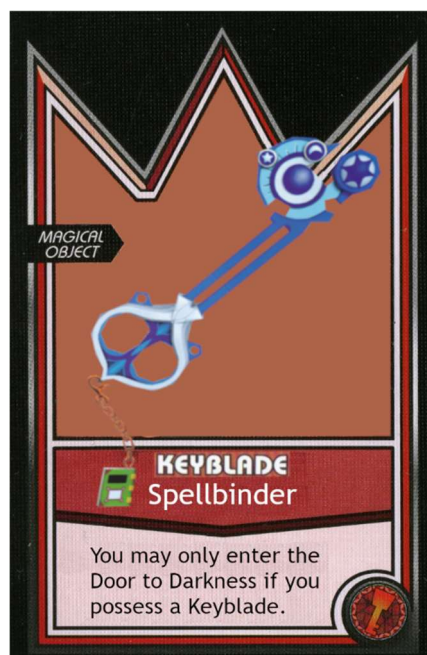 MAGICAL
OBJECT
KEYBLADE
Spellbinder
You may only enter the
Door to Darkness if you
possess a Keyblade.